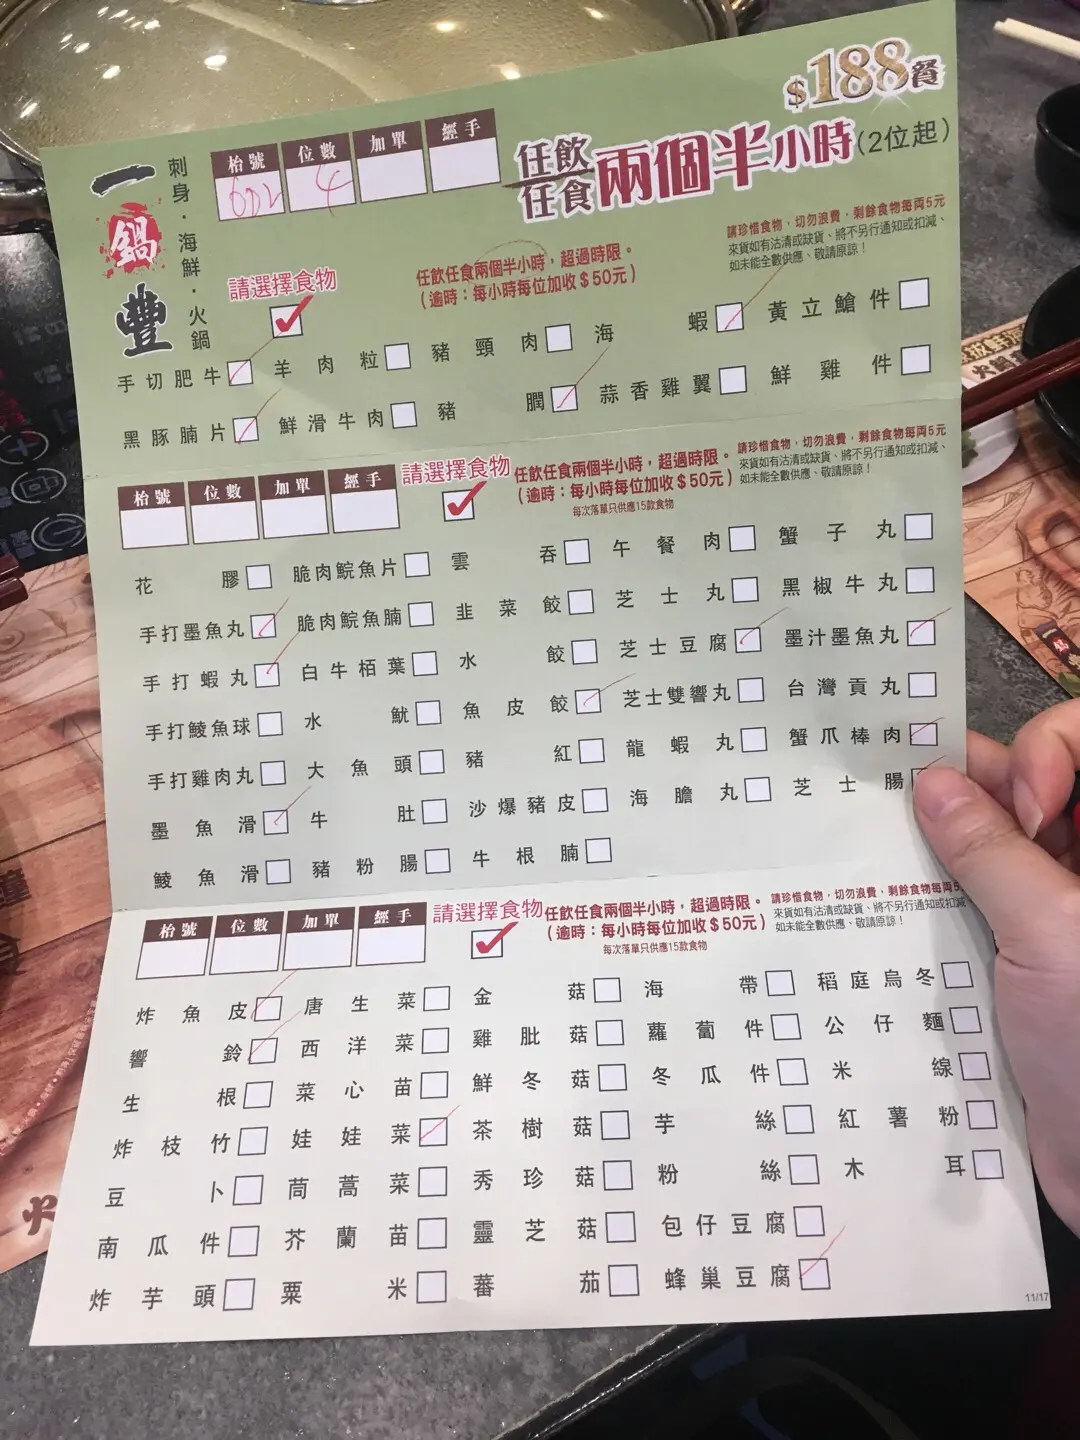 $188餐
任飲任食 兩個半小時(2位起)
一鍋豐
刺身·海鮮·火鍋
枱號 位數 加單 經手
4
請選擇食物
任飲任食兩個半小時,超過時限。
(逾時:每小時每位加收$50元)
請珍惜食物,切勿浪費,剩餘食物每両5元
來貨如有沽清或缺貨、將不另行通知或扣減、
如未能全數供應、敬請原諒!
手切肥牛 羊肉粒 豬頸肉 海蝦 黃立鎗件
黑豚腩片 鮮滑牛肉 豬膶 蒜香雞翼 鮮雞件
枱號 位數 加單 經手
請選擇食物
任飲任食兩個半小時,超過時限。
(逾時:每小時每位加收$50元)
每次落單只供應15款食物
請珍惜食物,切勿浪費,剩餘食物每両5元
來貨如有沽清或缺貨、將不另行通知或扣減、
如未能全數供應、敬請原諒!
花膠 脆肉鯇魚片 雲吞 午餐肉 蟹子丸
手打墨魚丸 脆肉鯇魚腩 韭菜餃 芝士丸 黑椒牛丸
手打蝦丸 白牛栢葉 水餃 芝士豆腐 墨汁墨魚丸
手打鯪魚球 水魷 魚皮餃 芝士雙響丸 台灣貢丸
手打雞肉丸 大魚頭 豬紅 龍蝦丸 蟹爪棒肉
墨魚滑 牛肚 沙爆豬皮 海膽丸 芝士腸
鯪魚滑 豬粉腸 牛根腩
枱號 位數 加單 經手
請選擇食物
任飲任食兩個半小時,超過時限。
(逾時:每小時每位加收$50元)
每次落單只供應15款食物
請珍惜食物,切勿浪費,剩餘食物每両5
來貨如有沽清或缺貨、將不另行通知或扣減
如未能全數供應、敬請原諒!
炸魚皮 唐生菜 金菇 海帶 稻庭烏冬
響鈴 西洋菜 雞肶菇 蘿蔔件 公仔麵
生根 菜心苗 鮮冬菇 冬瓜件 米線
炸枝竹 娃娃菜 茶樹菇 芋絲 紅薯粉
豆卜 茼蒿菜 秀珍菇 粉絲 木耳
南瓜件 芥蘭苗 靈芝菇 包仔豆腐
炸芋頭 粟米 蕃茄 蜂巢豆腐
11/17